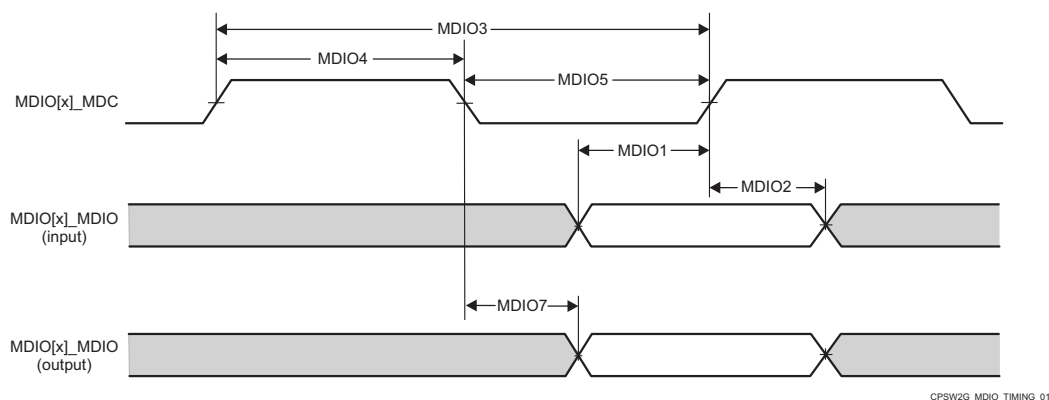 MDIO3
MDIO4
MDIO5
MDIO[x]_MDC
MDIO1
MDIO2
MDIO[x]_MDIO
(input)
MDIO7
MDIO[x]_MDIO
(output)
CPSW2G_MDIO_TIMING_01